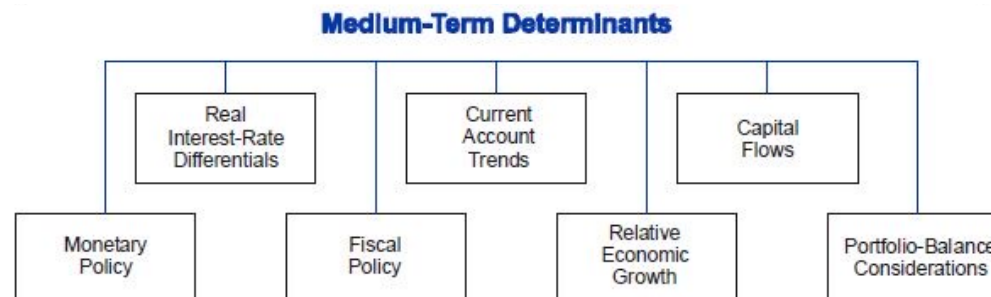 Medium-Term Determinants
Real
Interest-Rate
Differentials
Current
Account
Trends
Capital
Flows
Monetary
Policy
Fiscal
Policy
Relative
Economic
Growth
Portfolio-Balance
Considerations